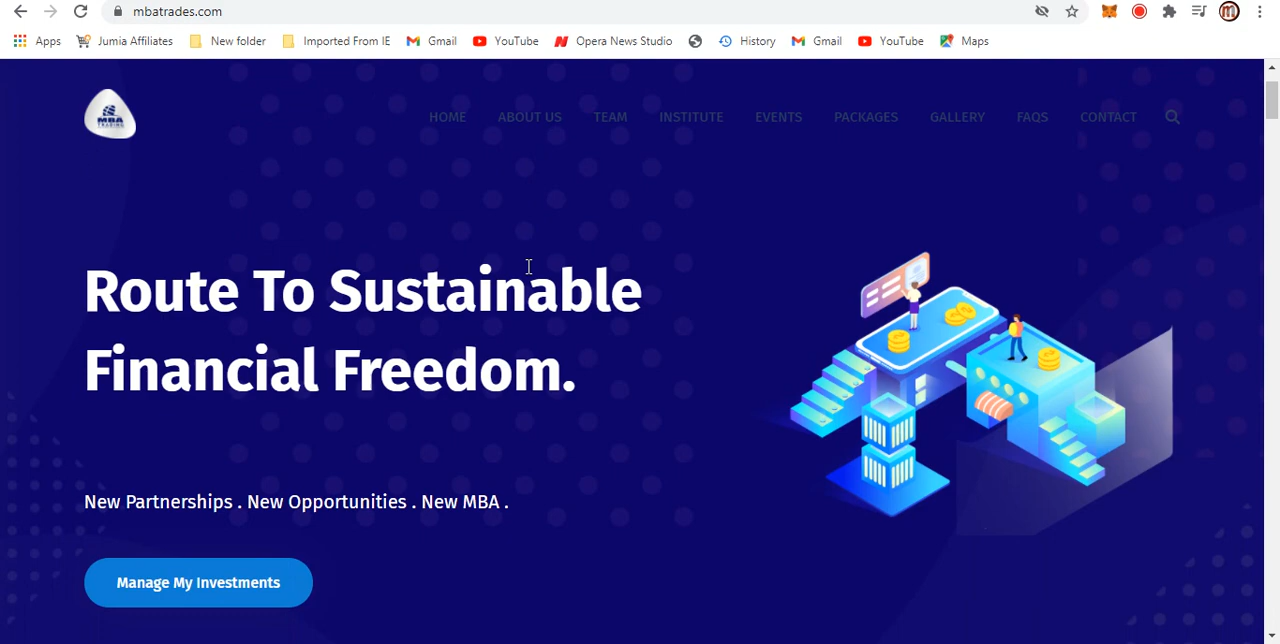 mbatrades.com
Apps Jumia Affiliates New folder Imported From IE Gmail YouTube Opera News Studio History Gmail YouTube Maps
MBA
HOME ABOUT US TEAM INSTITUTE EVENTS PACKAGES GALLERY FAQS CONTACT
Route To Sustainable
Financial Freedom.
New Partnerships . New Opportunities . New MBA .
Manage My Investments